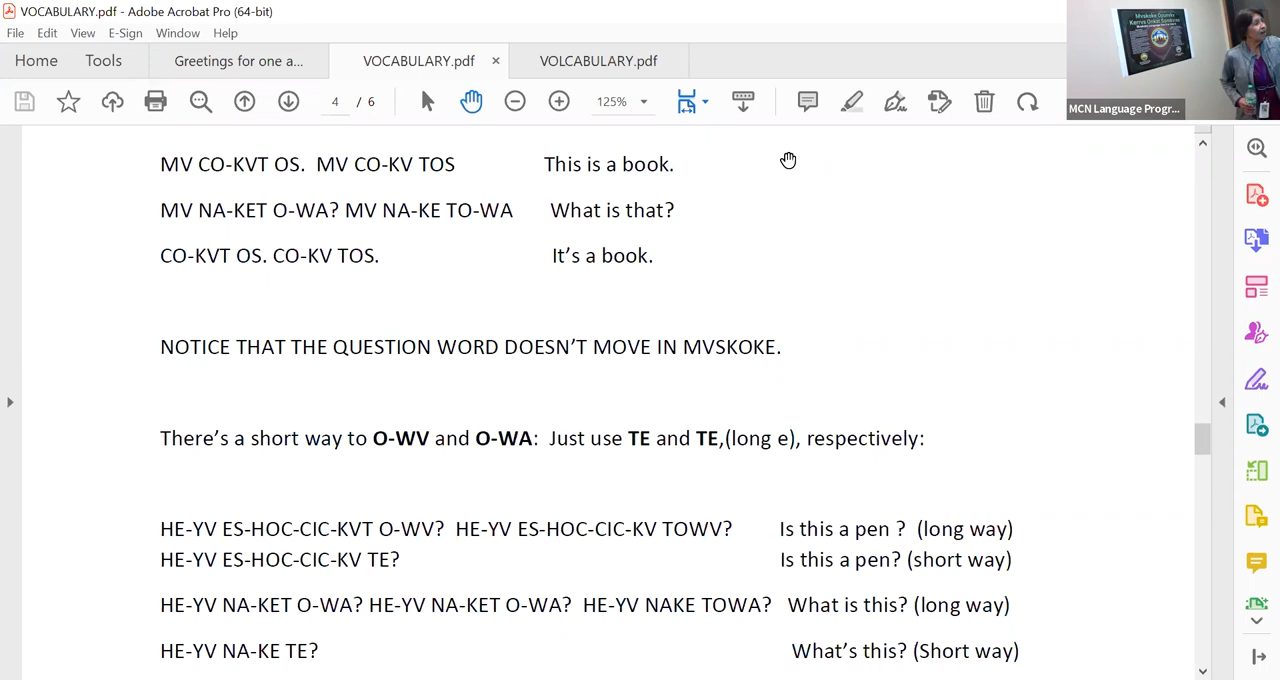 VOCABULARY.pdf - Adobe Acrobat Pro (64-bit)
File Edit View E-Sign Window Help
Home Tools Greetings for one a... VOCABULARY.pdf × VOLCABULARY.pdf
4 / 6 125%
MCN Language Progr...
MV CO-KVT OS. MV CO-KV TOS This is a book.
MV NA-KET O-WA? MV NA-KE TO-WA What is that?
CO-KVT OS. CO-KV TOS. It’s a book.
NOTICE THAT THE QUESTION WORD DOESN’T MOVE IN MVSKOKE.
There’s a short way to O-WV and O-WA: Just use TE and TE,(long e), respectively:
HE-YV ES-HOC-CIC-KVT O-WV? HE-YV ES-HOC-CIC-KV TOWV? Is this a pen ? (long way)
HE-YV ES-HOC-CIC-KV TE? Is this a pen? (short way)
HE-YV NA-KET O-WA? HE-YV NA-KET O-WA? HE-YV NAKE TOWA? What is this? (long way)
HE-YV NA-KE TE? What’s this? (Short way)